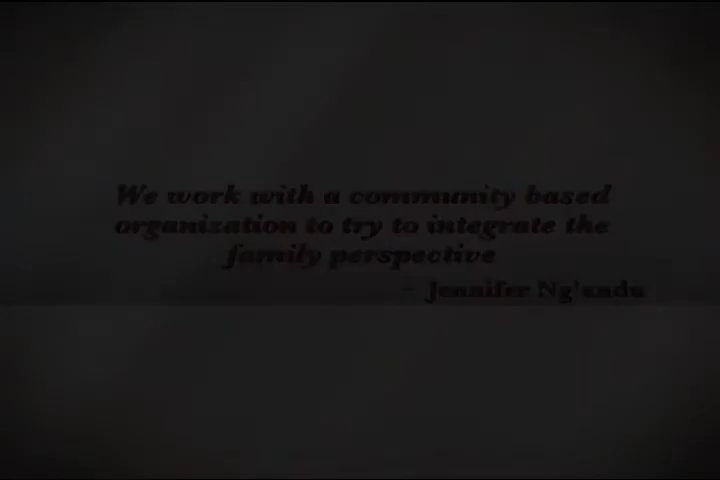 We work with a community based
organization to try to integrate the
family perspective
- Jennifer Ng'andu